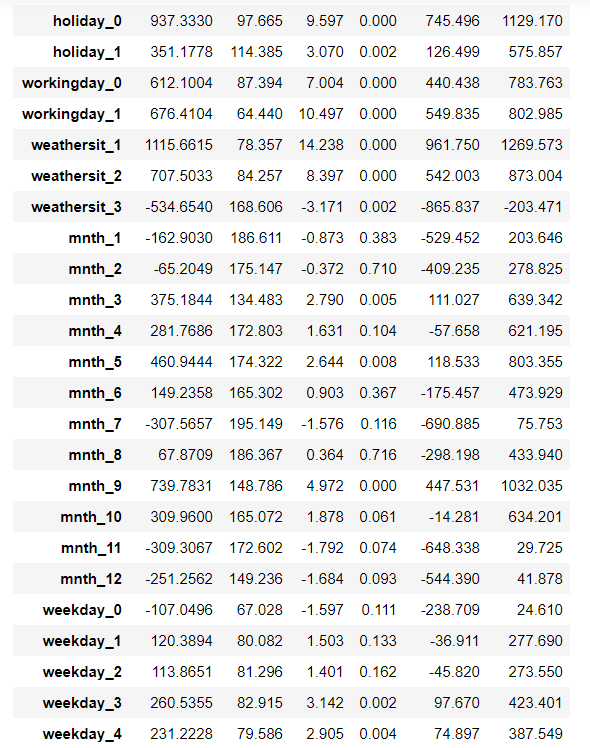 holiday_0 937.3330 97.665 9.597 0.000 745.496 1129.170
holiday_1 351.1778 114.385 3.070 0.002 126.499 575.857
workingday_0 612.1004 87.394 7.004 0.000 440.438 783.763
workingday_1 676.4104 64.440 10.497 0.000 549.835 802.985
weathersit_1 1115.6615 78.357 14.238 0.000 961.750 1269.573
weathersit_2 707.5033 84.257 8.397 0.000 542.003 873.004
weathersit_3 -534.6540 168.606 -3.171 0.002 -865.837 -203.471
mnth_1 -162.9030 186.611 -0.873 0.383 -529.452 203.646
mnth_2 -65.2049 175.147 -0.372 0.710 -409.235 278.825
mnth_3 375.1844 134.483 2.790 0.005 111.027 639.342
mnth_4 281.7686 172.803 1.631 0.104 -57.658 621.195
mnth_5 460.9444 174.322 2.644 0.008 118.533 803.355
mnth_6 149.2358 165.302 0.903 0.367 -175.457 473.929
mnth_7 -307.5657 195.149 -1.576 0.116 -690.885 75.753
mnth_8 67.8709 186.367 0.364 0.716 -298.198 433.940
mnth_9 739.7831 148.786 4.972 0.000 447.531 1032.035
mnth_10 309.9600 165.072 1.878 0.061 -14.281 634.201
mnth_11 -309.3067 172.602 -1.792 0.074 -648.338 29.725
mnth_12 -251.2562 149.236 -1.684 0.093 -544.390 41.878
weekday_0 -107.0496 67.028 -1.597 0.111 -238.709 24.610
weekday_1 120.3894 80.082 1.503 0.133 -36.911 277.690
weekday_2 113.8651 81.296 1.401 0.162 -45.820 273.550
weekday_3 260.5355 82.915 3.142 0.002 97.670 423.401
weekday_4 231.2228 79.586 2.905 0.004 74.897 387.549